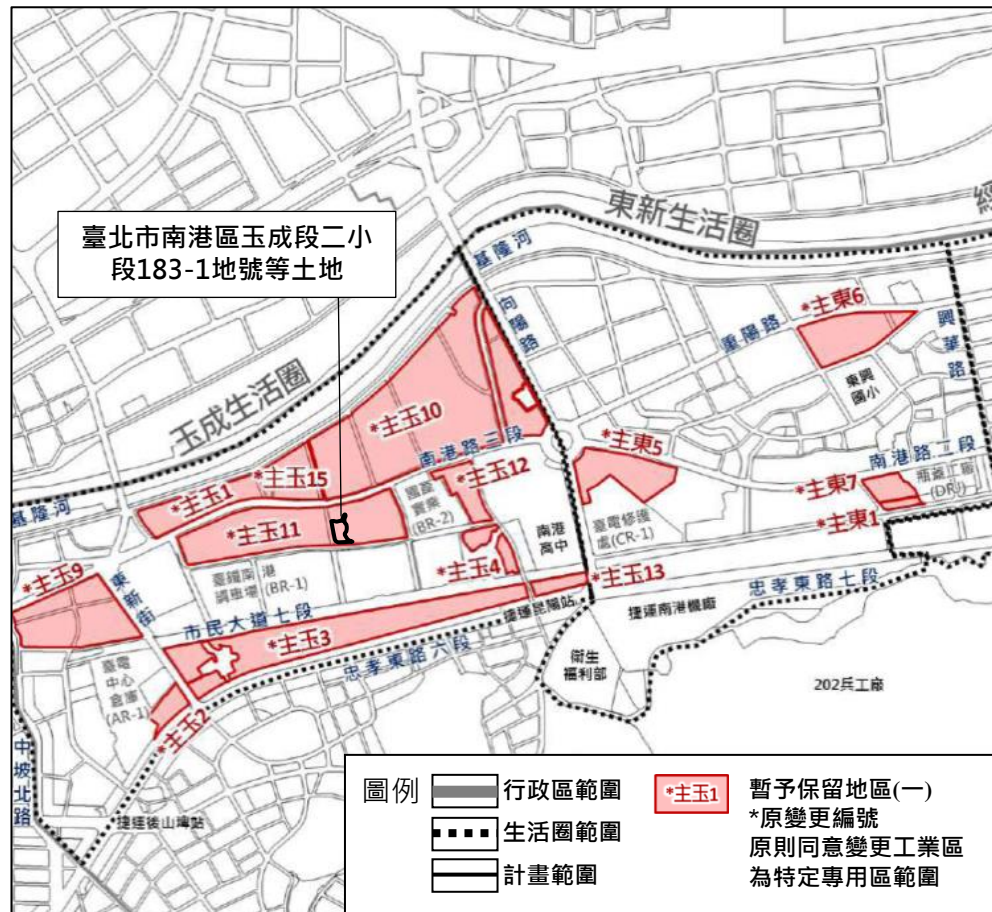 臺北市南港區玉成段二小
段183-1地號等土地
東新生活圈
經
基隆河
向陽路
重陽路
*主東6
興華路
東興
國小
玉成生活圈
*主玉10
南港路三段
*主玉12
*主東5
南港路二段
*主東7
瓶蓋工廠
(DR-1)
*主玉15
*主玉1
基隆河
國產
實業
(BR-2)
*主玉11
南港
高中
臺電修護
處(CR-1)
*主東1
*主玉9
東新街
臺鐵南港
調車場(BR-1)
*主玉4
*主玉13
忠孝東路七段
市民大道七段
捷運昆陽站
捷運南港機廠
*主玉3
忠孝東路六段
衛生
福利部
202兵工廠
臺電
中心
倉庫
(AR-1)
*主玉2
中坡北路
捷運後山埤站
圖例
行政區範圍
生活圈範圍
計畫範圍
*主玉1
暫予保留地區(一)
*原變更編號
原則同意變更工業區
為特定專用區範圍